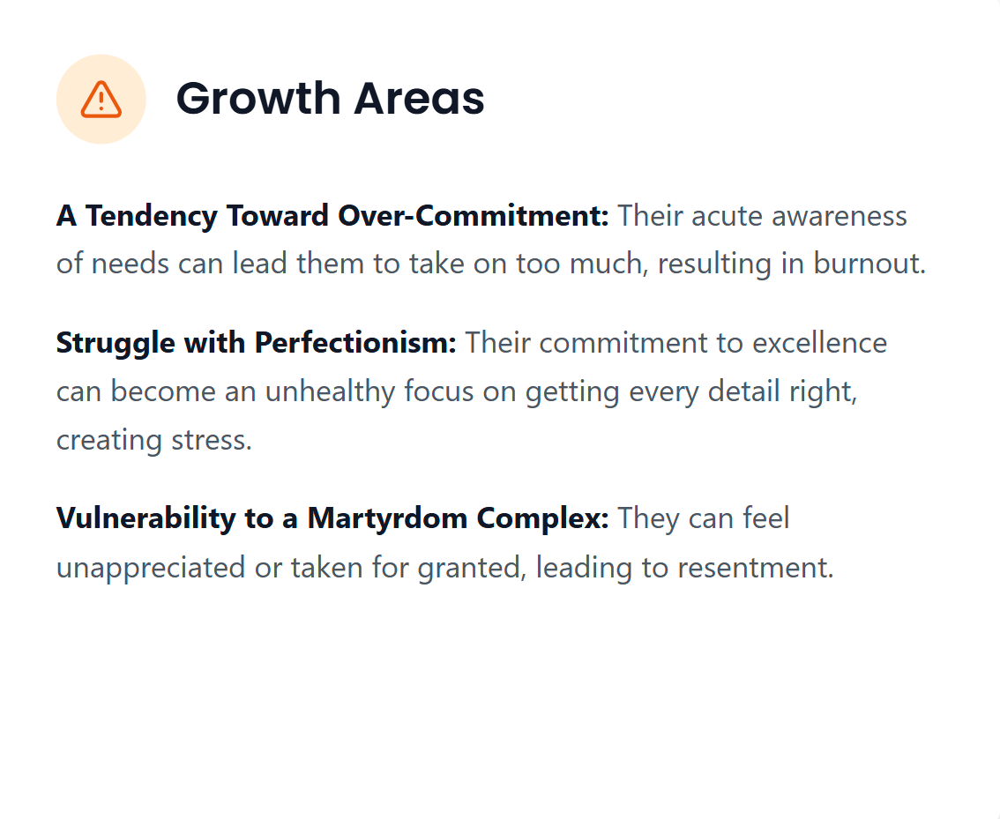 Growth Areas
A Tendency Toward Over-Commitment: Their acute awareness
of needs can lead them to take on too much, resulting in burnout.
Struggle with Perfectionism: Their commitment to excellence
can become an unhealthy focus on getting every detail right,
creating stress.
Vulnerability to a Martyrdom Complex: They can feel
unappreciated or taken for granted, leading to resentment.